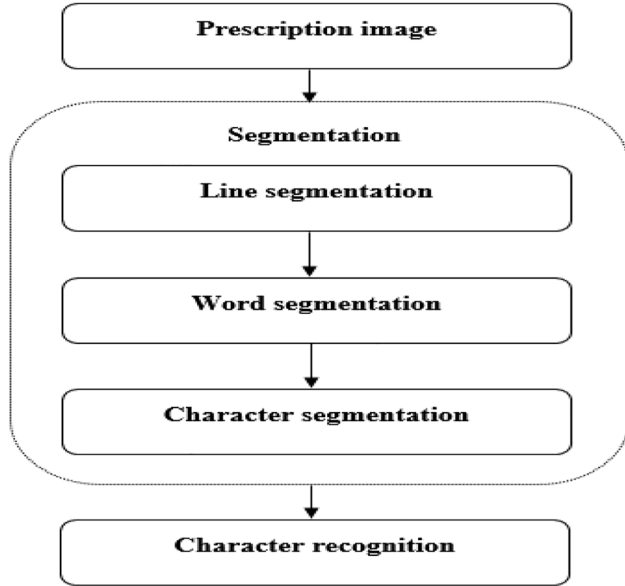 Prescription image
Segmentation
Line segmentation
Word segmentation
Character segmentation
Character recognition